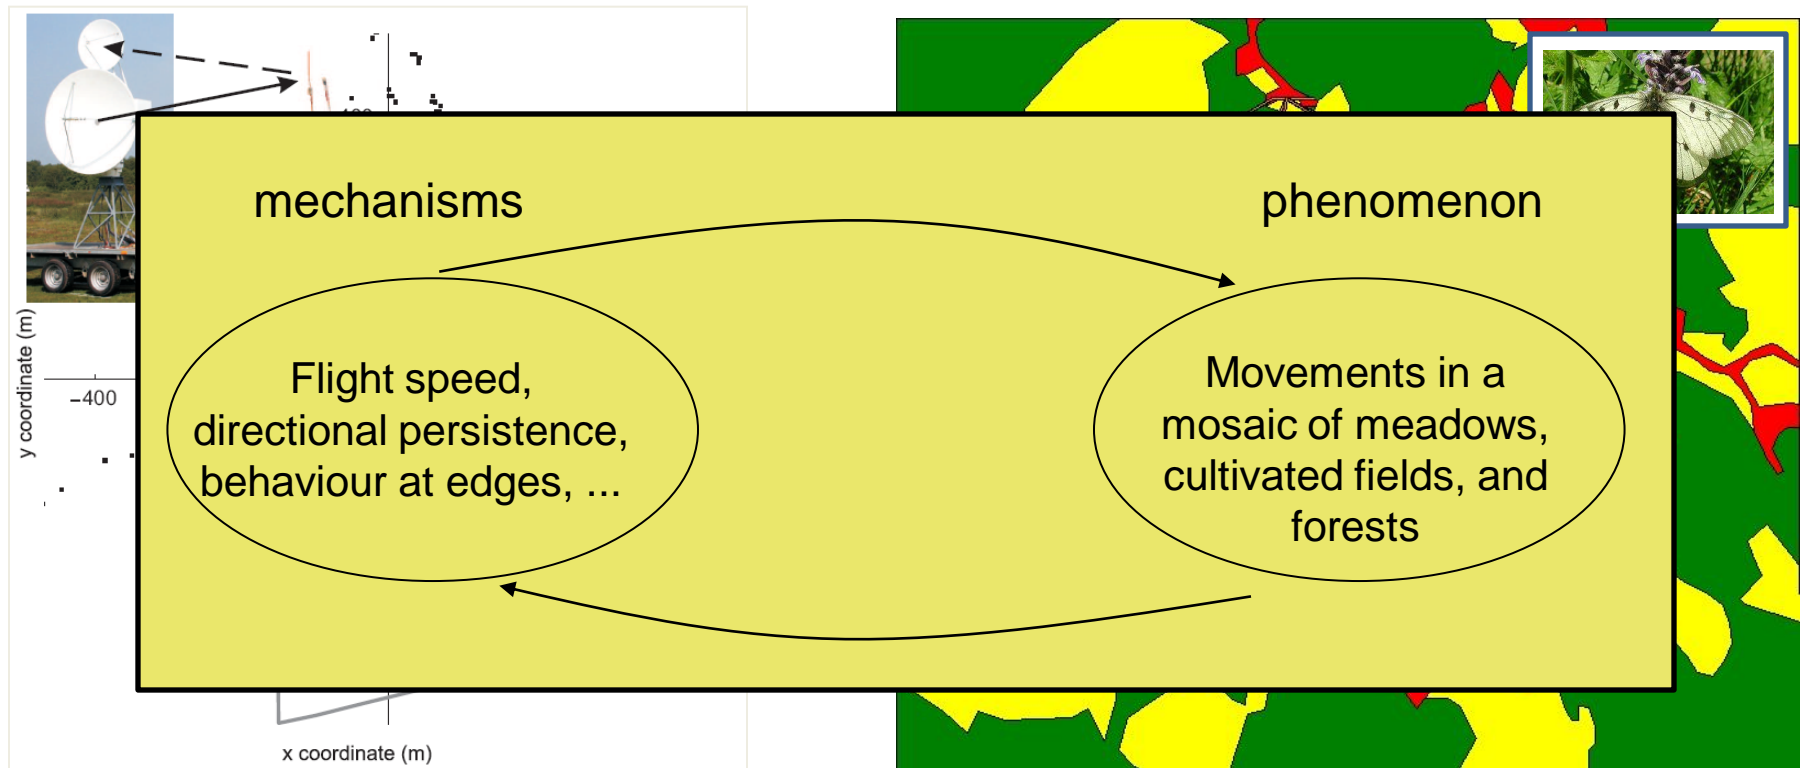 mechanisms
phenomenon
Flight speed,
directional persistence,
behaviour at edges, ...
Movements in a
mosaic of meadows,
cultivated fields, and
forests
y coordinate (m)
−400
x coordinate (m)